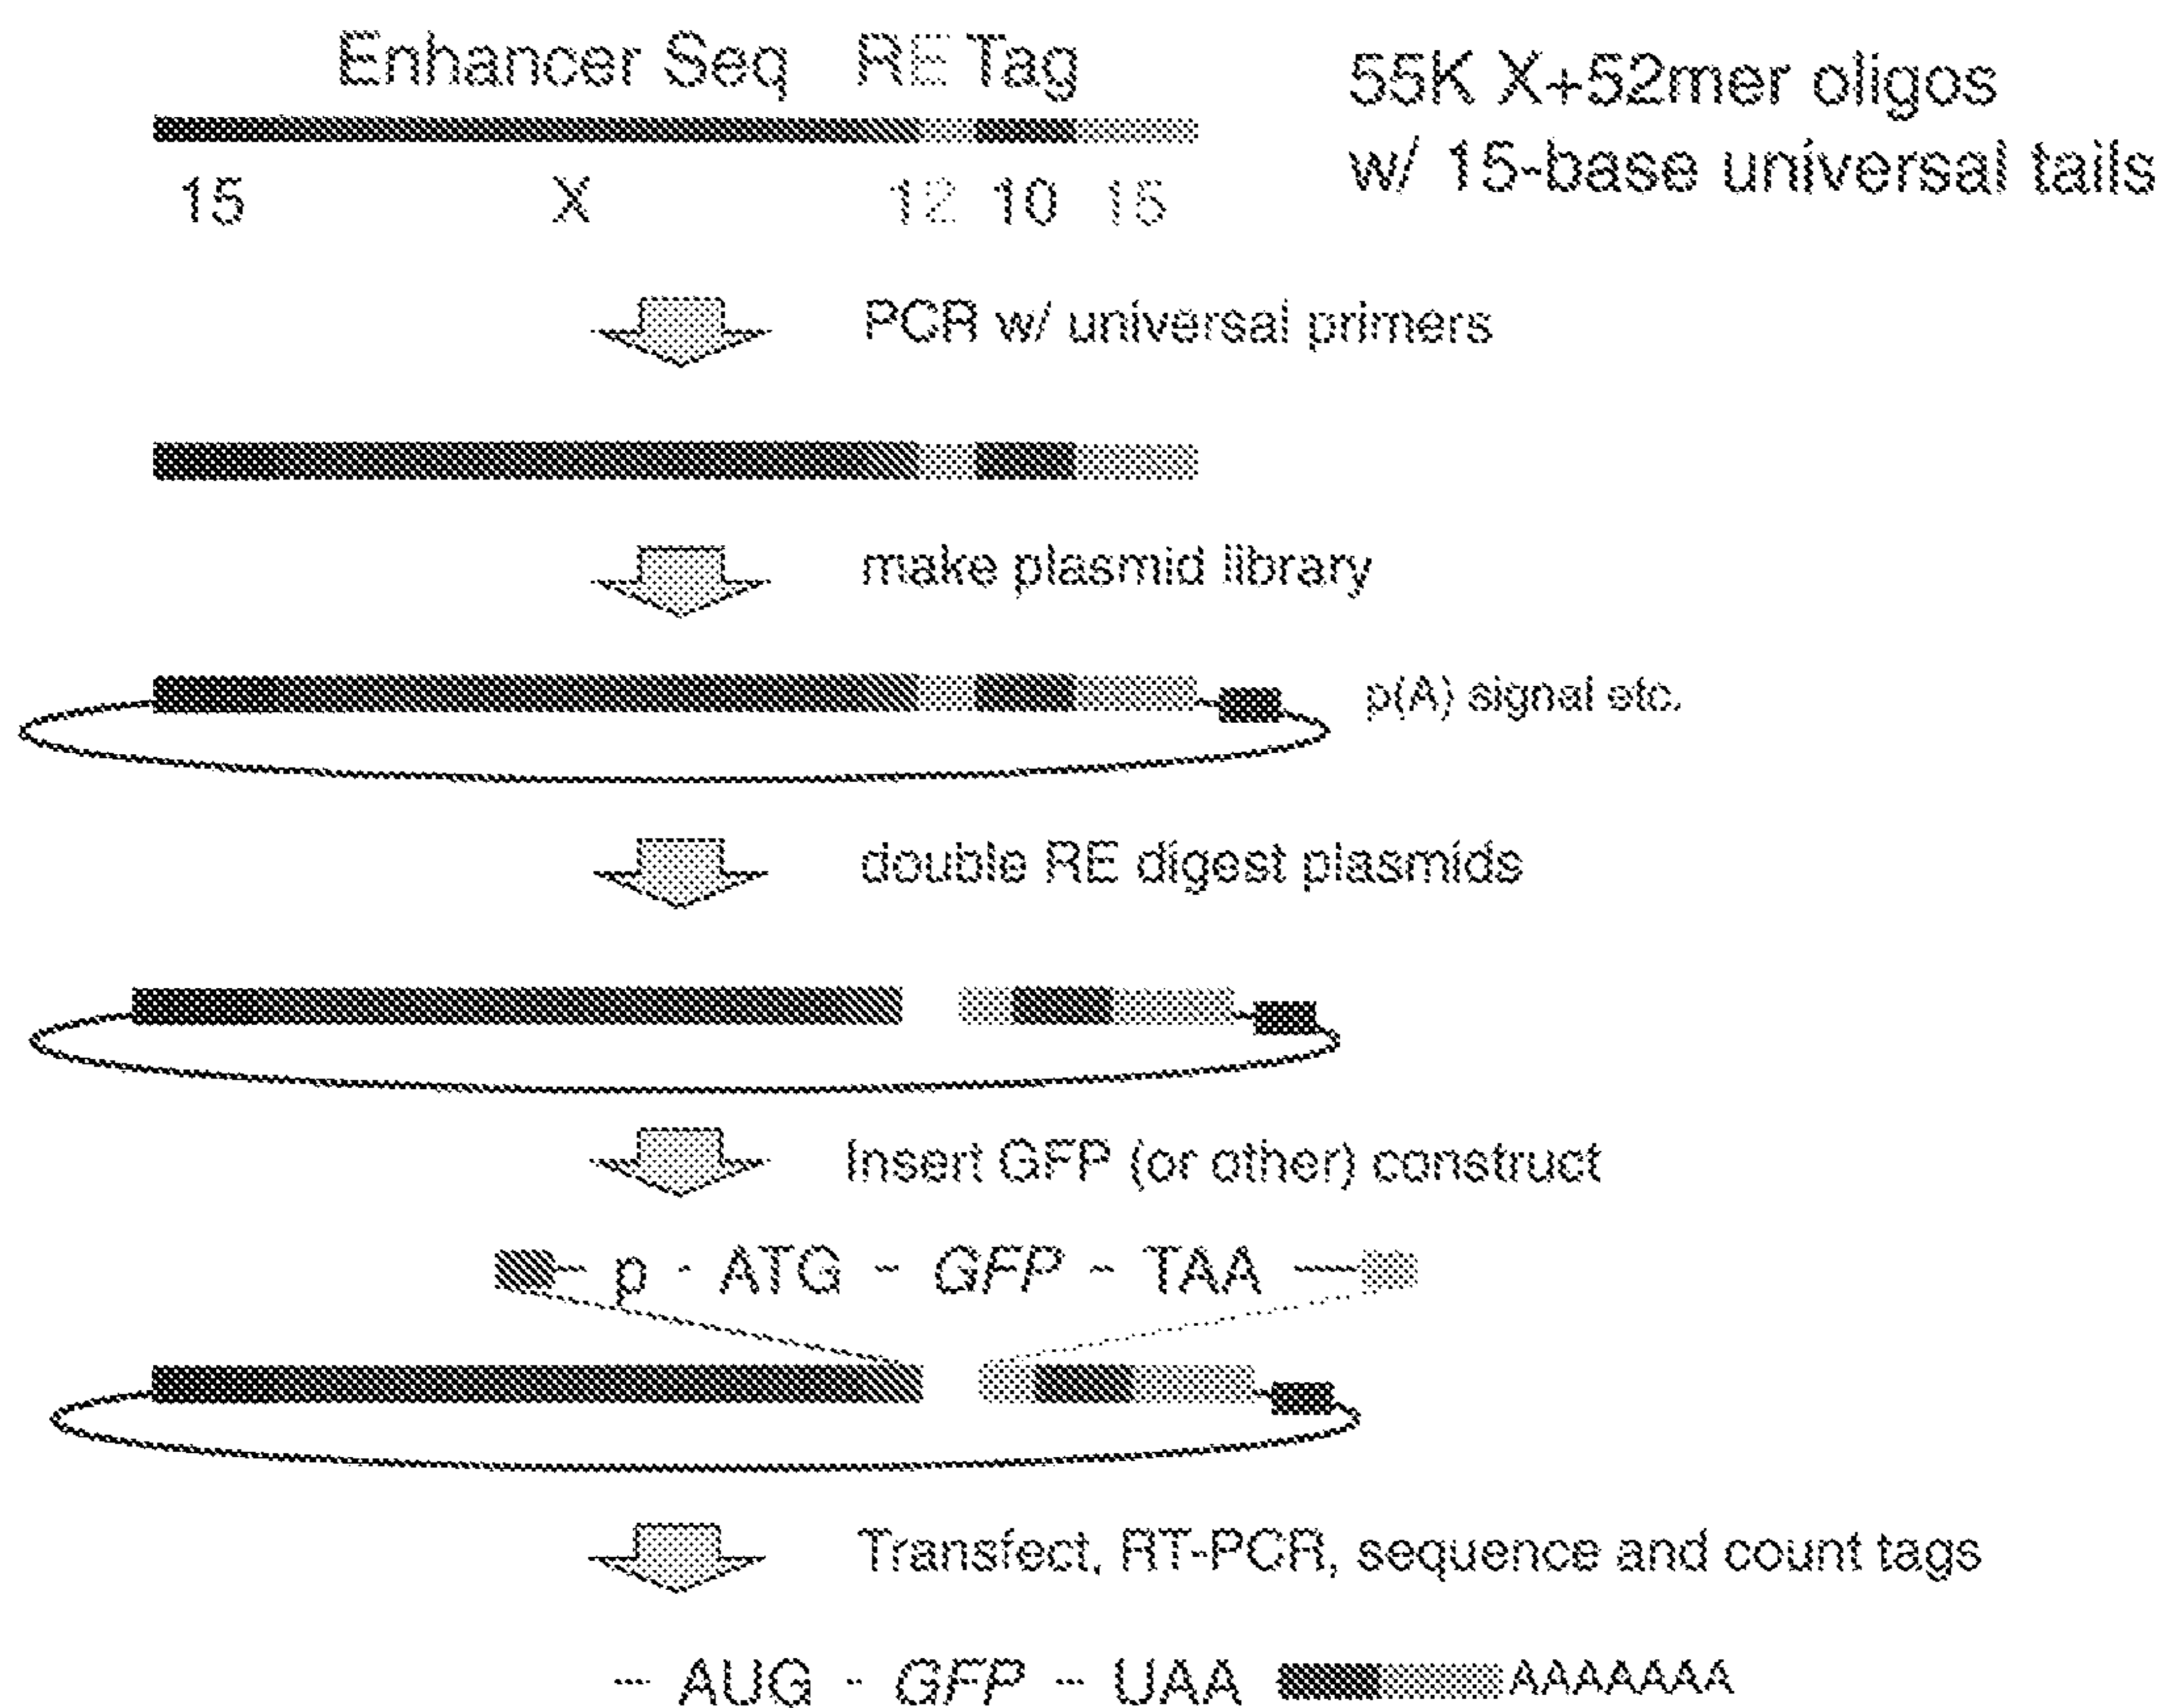 Enhancer Seq RE Tag
55K X+52mer oligos
w/ 15-base universal tails
15 X 12 10 15
PCR w/ universal primers
make plasmid library
p(A) signal etc.
double RE digest plasmids
Insert GFP (or other) construct
p - ATG - GFP - TAA
Transfect, RT-PCR, sequence and count tags
- AUG - GFP - UAA AAAAAAA